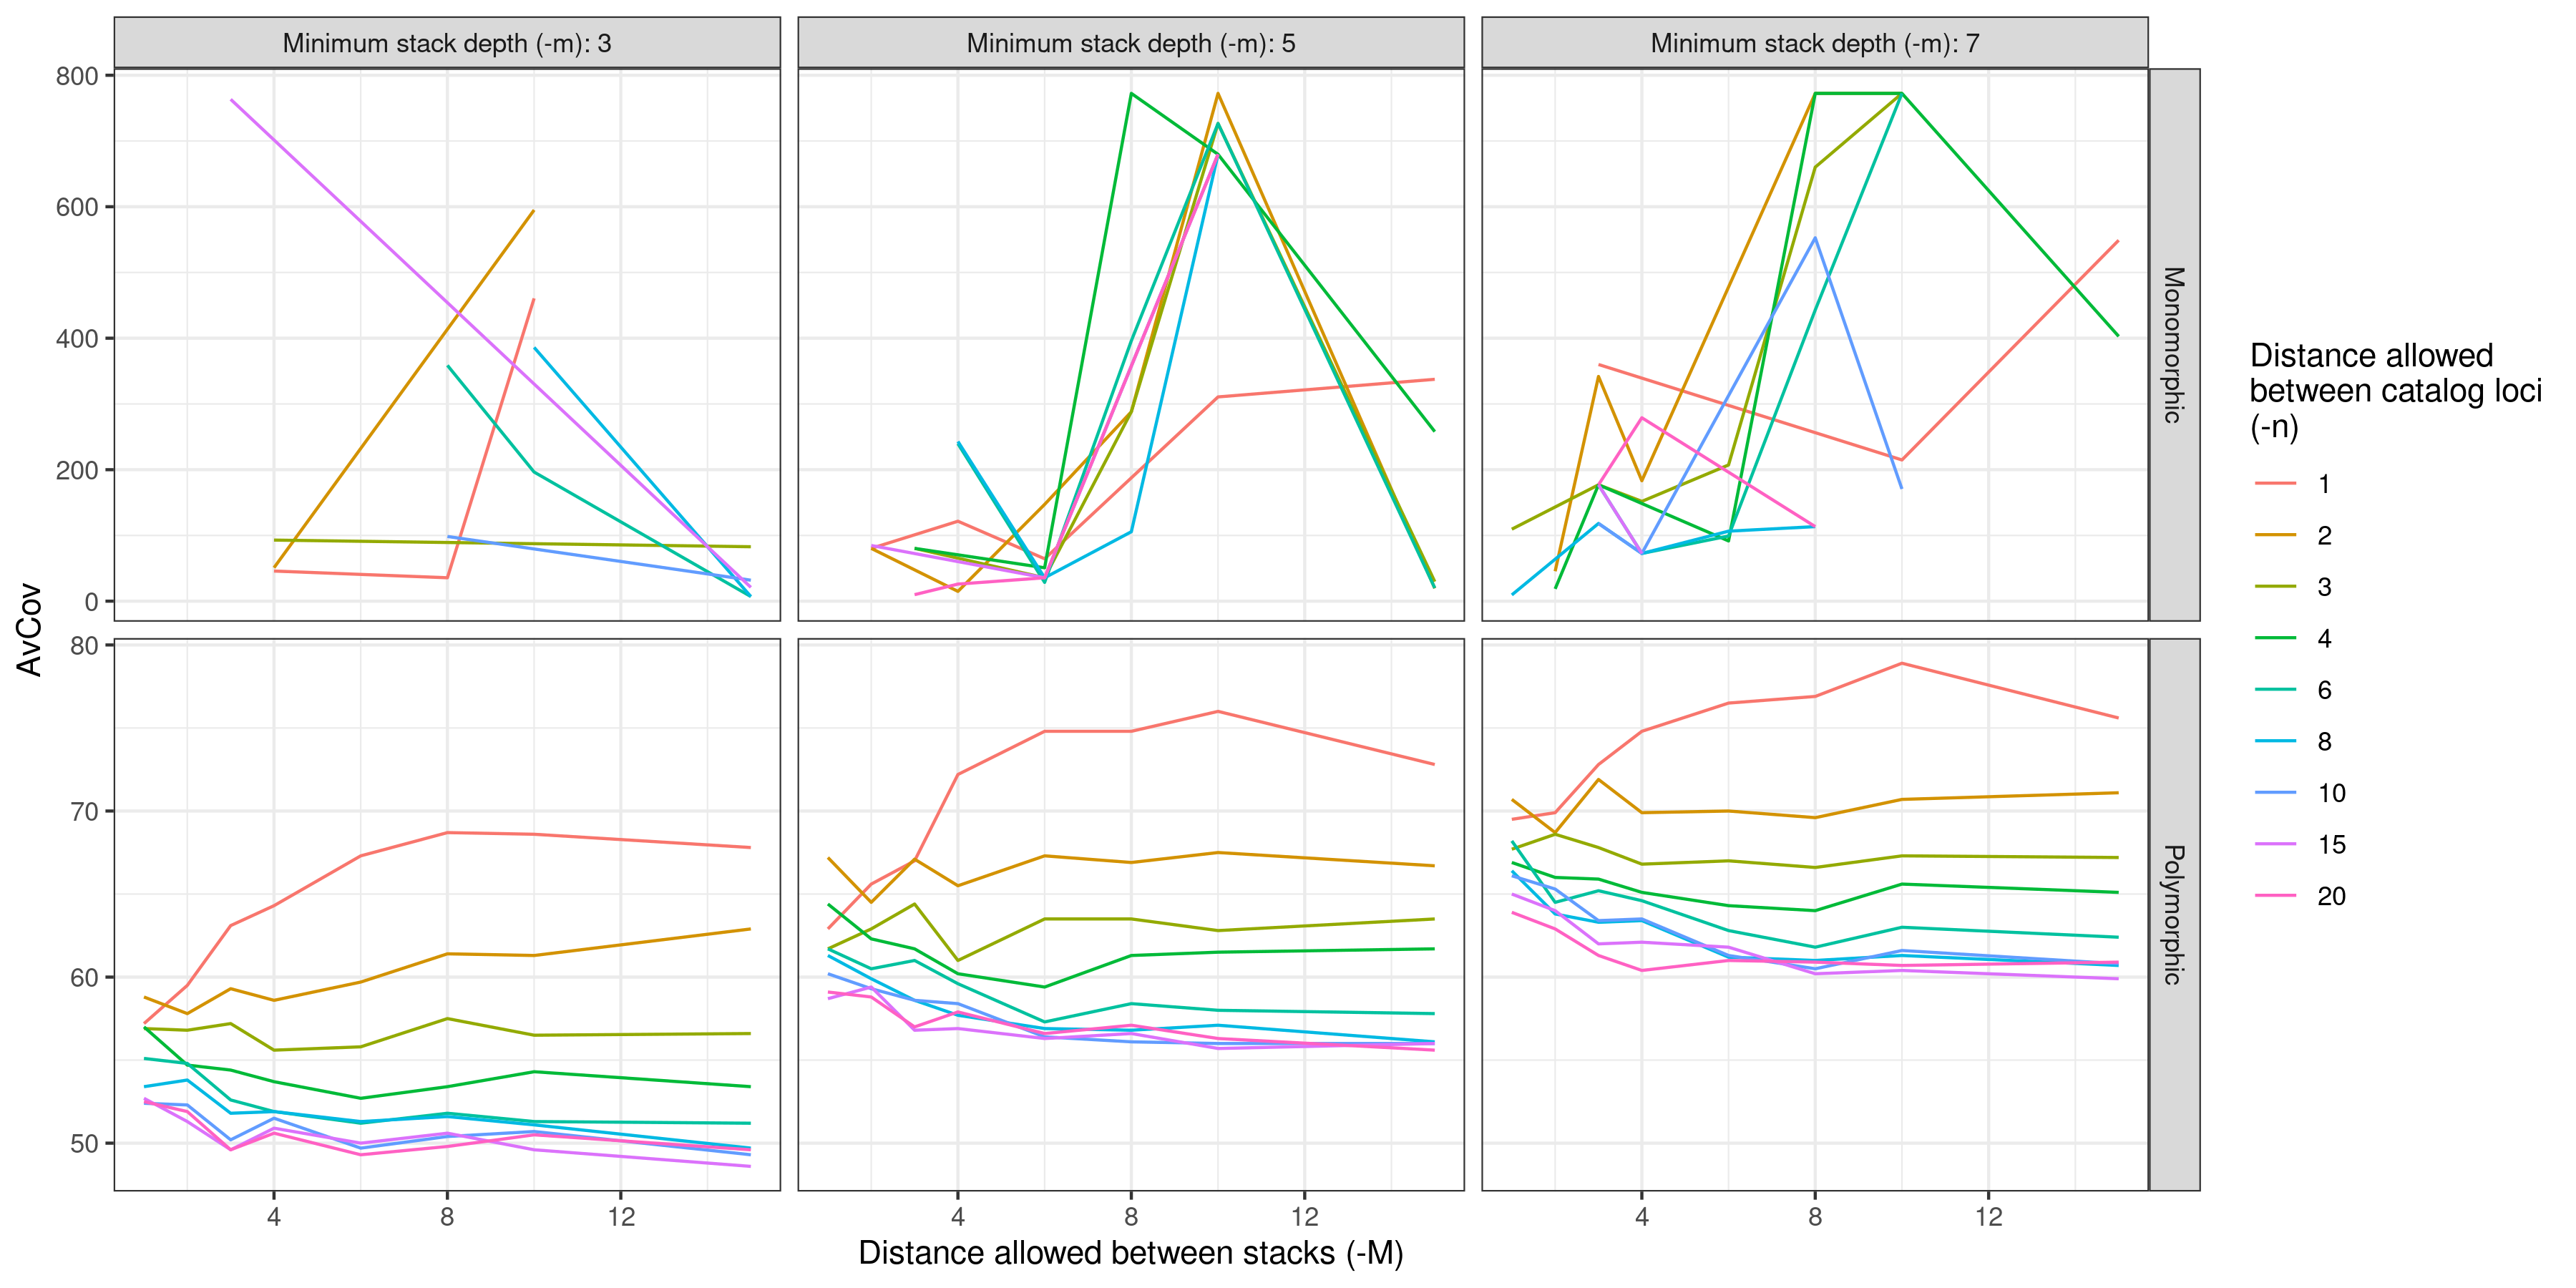 Minimum stack depth (-m): 3
Minimum stack depth (-m): 5
Minimum stack depth (-m): 7
800
600
400
200
0
Monomorphic
80
70
60
50
Polymorphic
AvCov
4
8
12
4
8
12
4
8
12
Distance allowed between stacks (-M)
Distance allowed
between catalog loci
(-n)
1
2
3
4
6
8
10
15
20